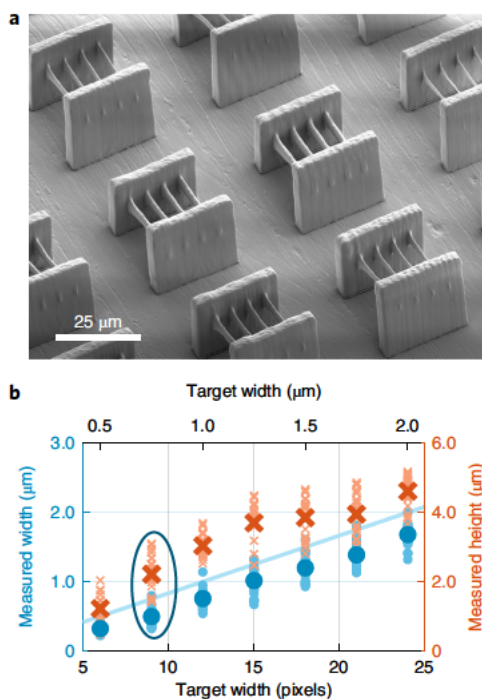 a
25 μm
b
Target width (μm)
0.5 1.0 1.5 2.0
3.0 6.0
2.0 4.0
1.0 2.0
0 0
Measured width (μm)
Measured height (μm)
5 10 15 20 25
Target width (pixels)